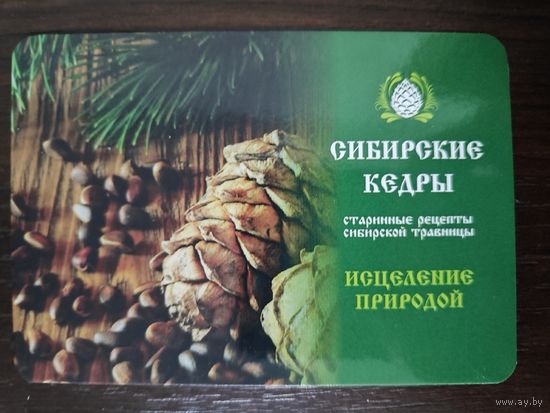 СИБИРСКИЕ
КЕДРЫ
старинные рецепты
сибирской травницы
ИСЦЕЛЕНИЕ
ПРИРОДОЙ
www.ay.by